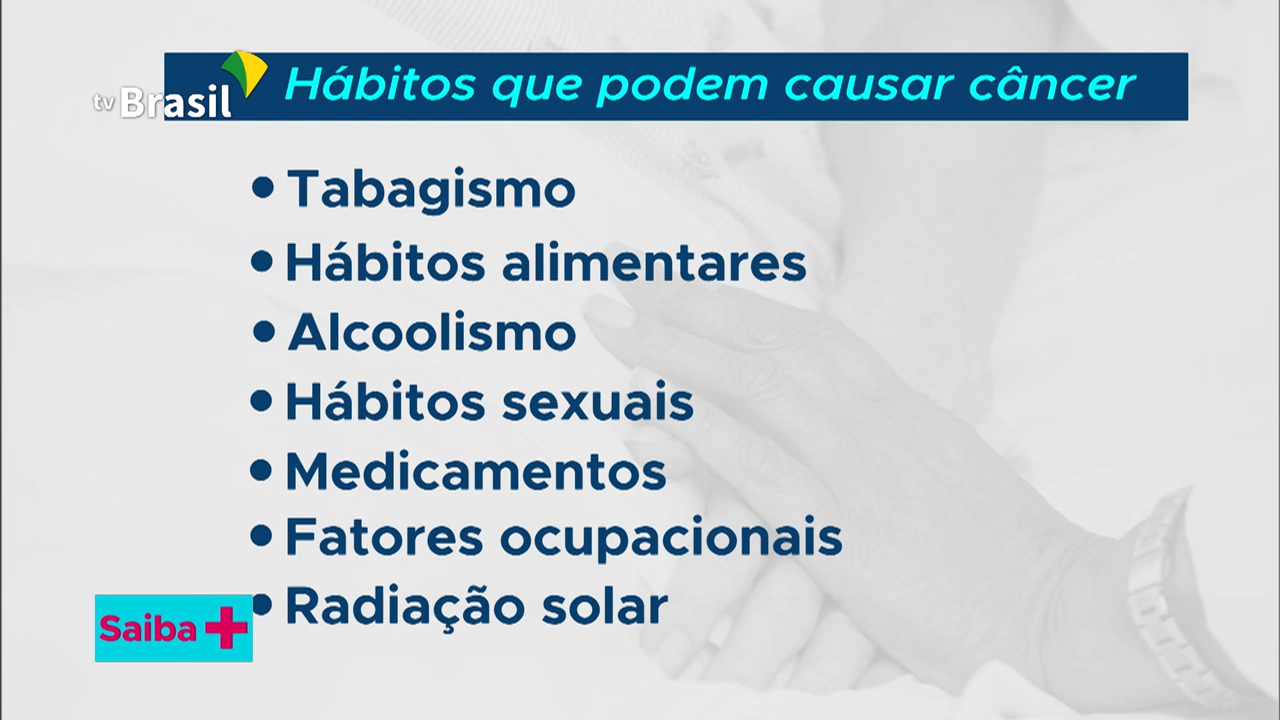 Hábitos que podem causar câncer
tv Brasil
Tabagismo
Hábitos alimentares
Alcoolismo
Hábitos sexuais
Medicamentos
Fatores ocupacionais
Radiação solar
Saiba +